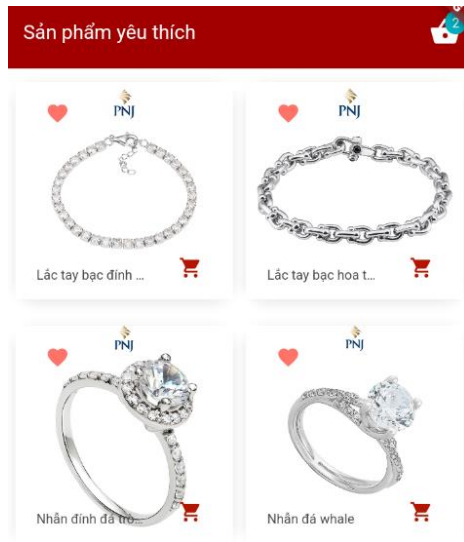 Sản phẩm yêu thích
2
PNJ
PNJ
Lắc tay bạc đính ...
Lắc tay bạc hoa t...
PNJ
PNJ
Nhẫn đính đá trò...
Nhẫn đá whale